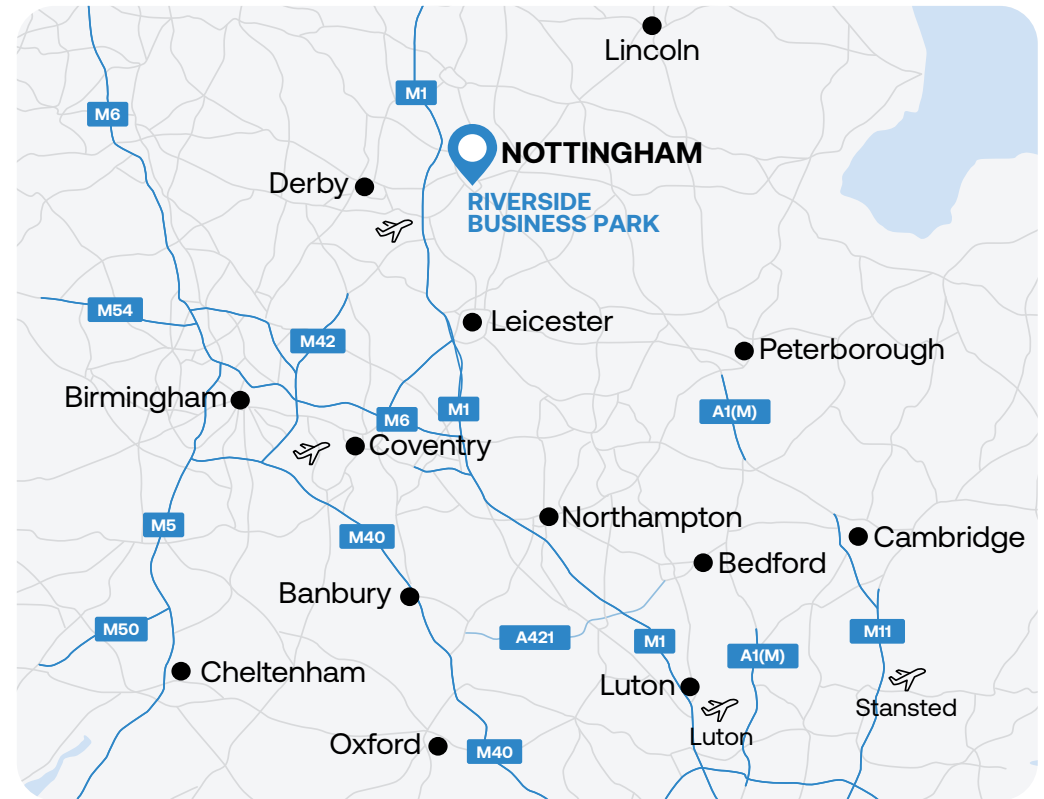 Lincoln
M1
M6
NOTTINGHAM
Derby
RIVERSIDE
BUSINESS PARK
M54
Leicester
M42
Peterborough
Birmingham
M1
A1(M)
M6
Coventry
Northampton
M5
M40
Cambridge
Bedford
Banbury
M50
A421
M1
M11
A1(M)
Cheltenham
Luton
Stansted
Luton
Oxford
M40